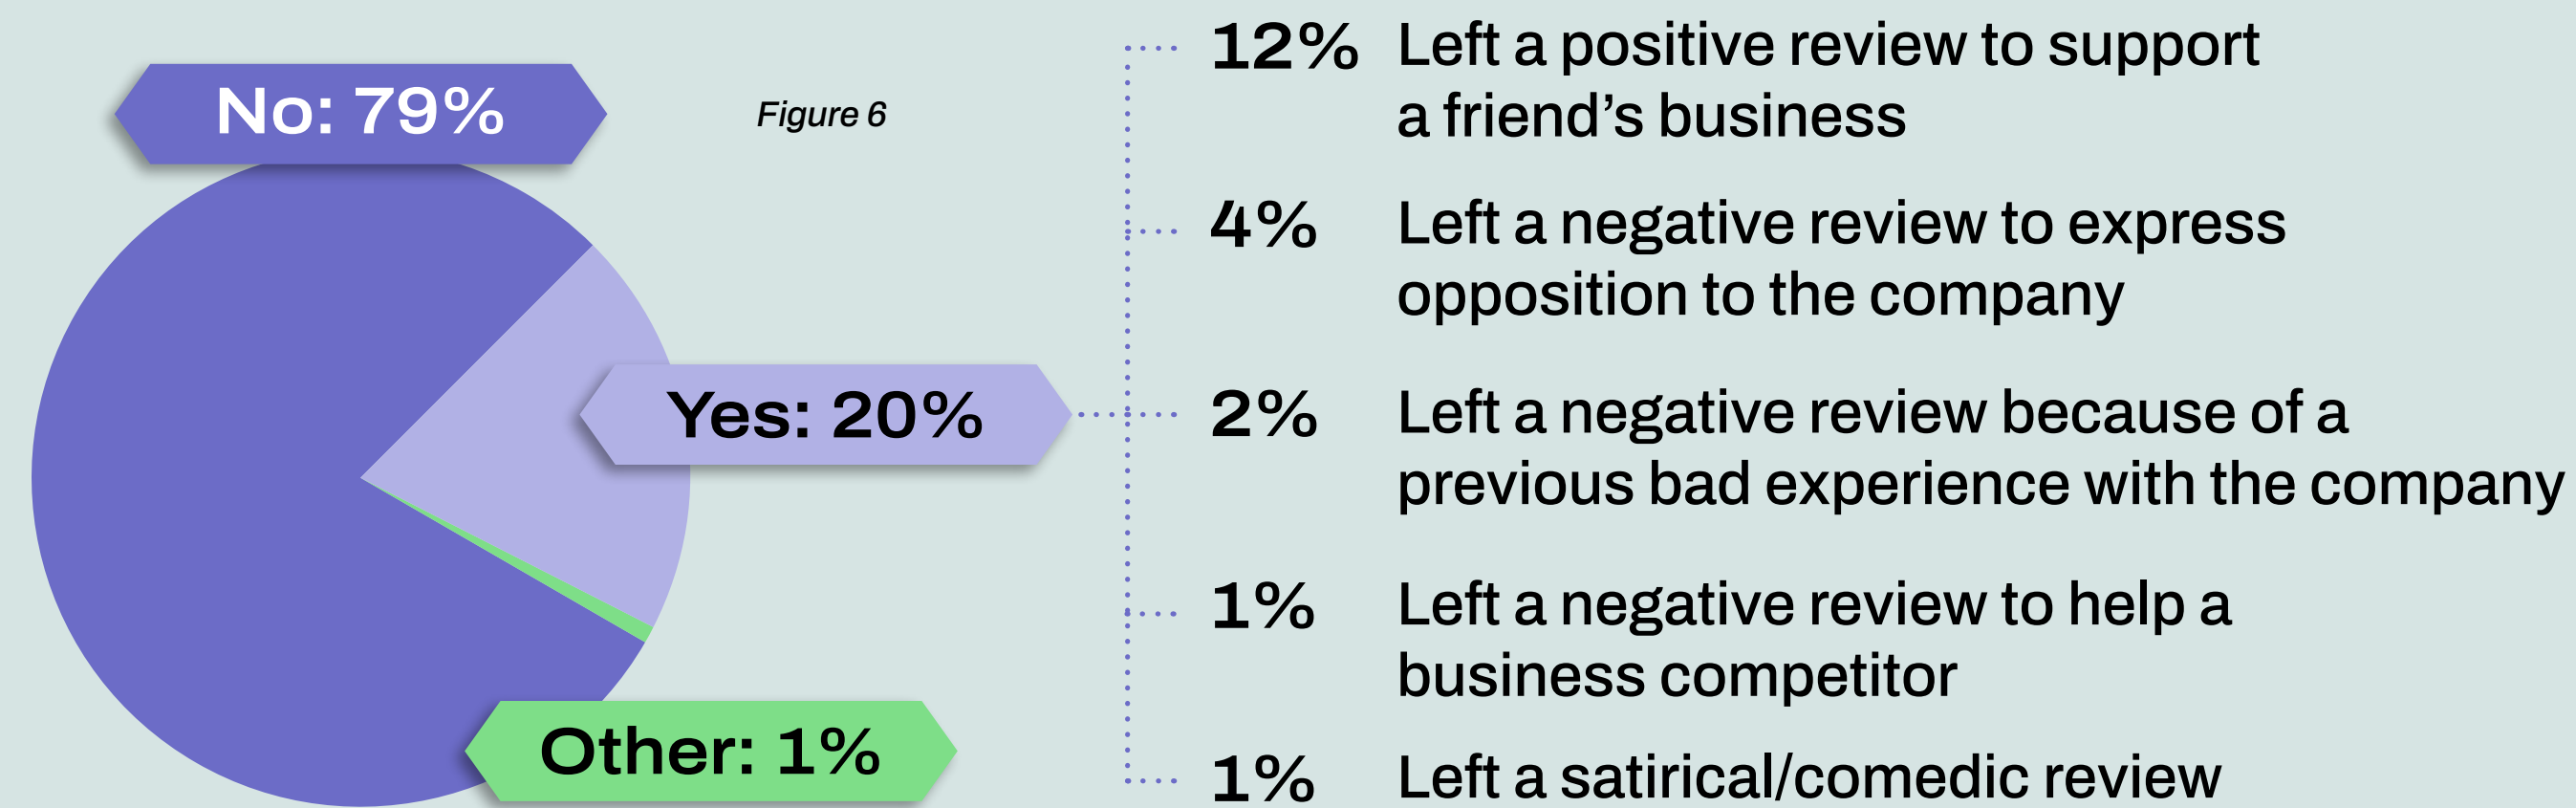 No: 79%
Figure 6
Yes: 20%
Other: 1%
12% Left a positive review to support
a friend’s business
4% Left a negative review to express
opposition to the company
2% Left a negative review because of a
previous bad experience with the company
1% Left a negative review to help a
business competitor
1% Left a satirical/comedic review